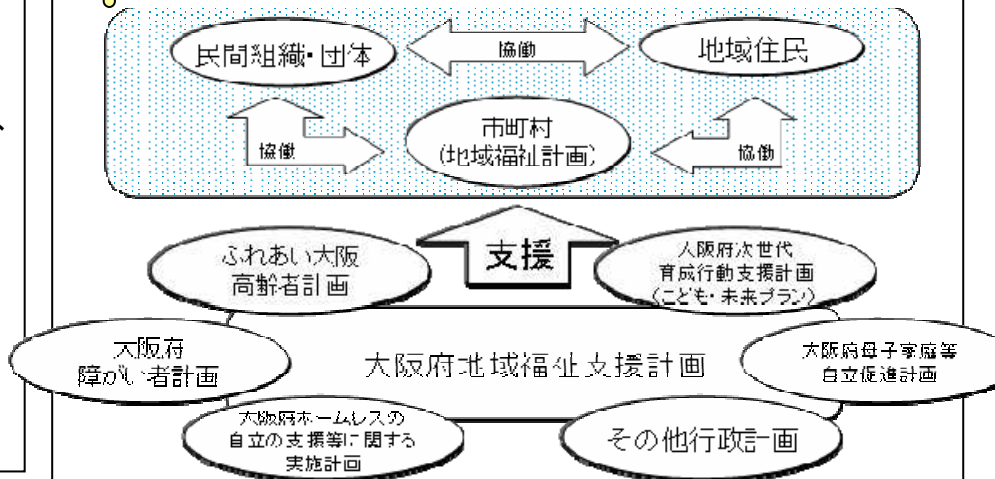 民間組織・団体
協働
地域住民
協働
市町村
(地域福祉計画)
協働
支援
ふれあい大阪
高齢者計画
大阪府次世代
育成行動支援計画
(こども・未来プラン)
大阪府
障がい者計画
大阪府地域福祉支援計画
大阪府母子家庭等
自立促進計画
大阪府ホームレスの
自立の支援等に関する
実施計画
その他行政計画